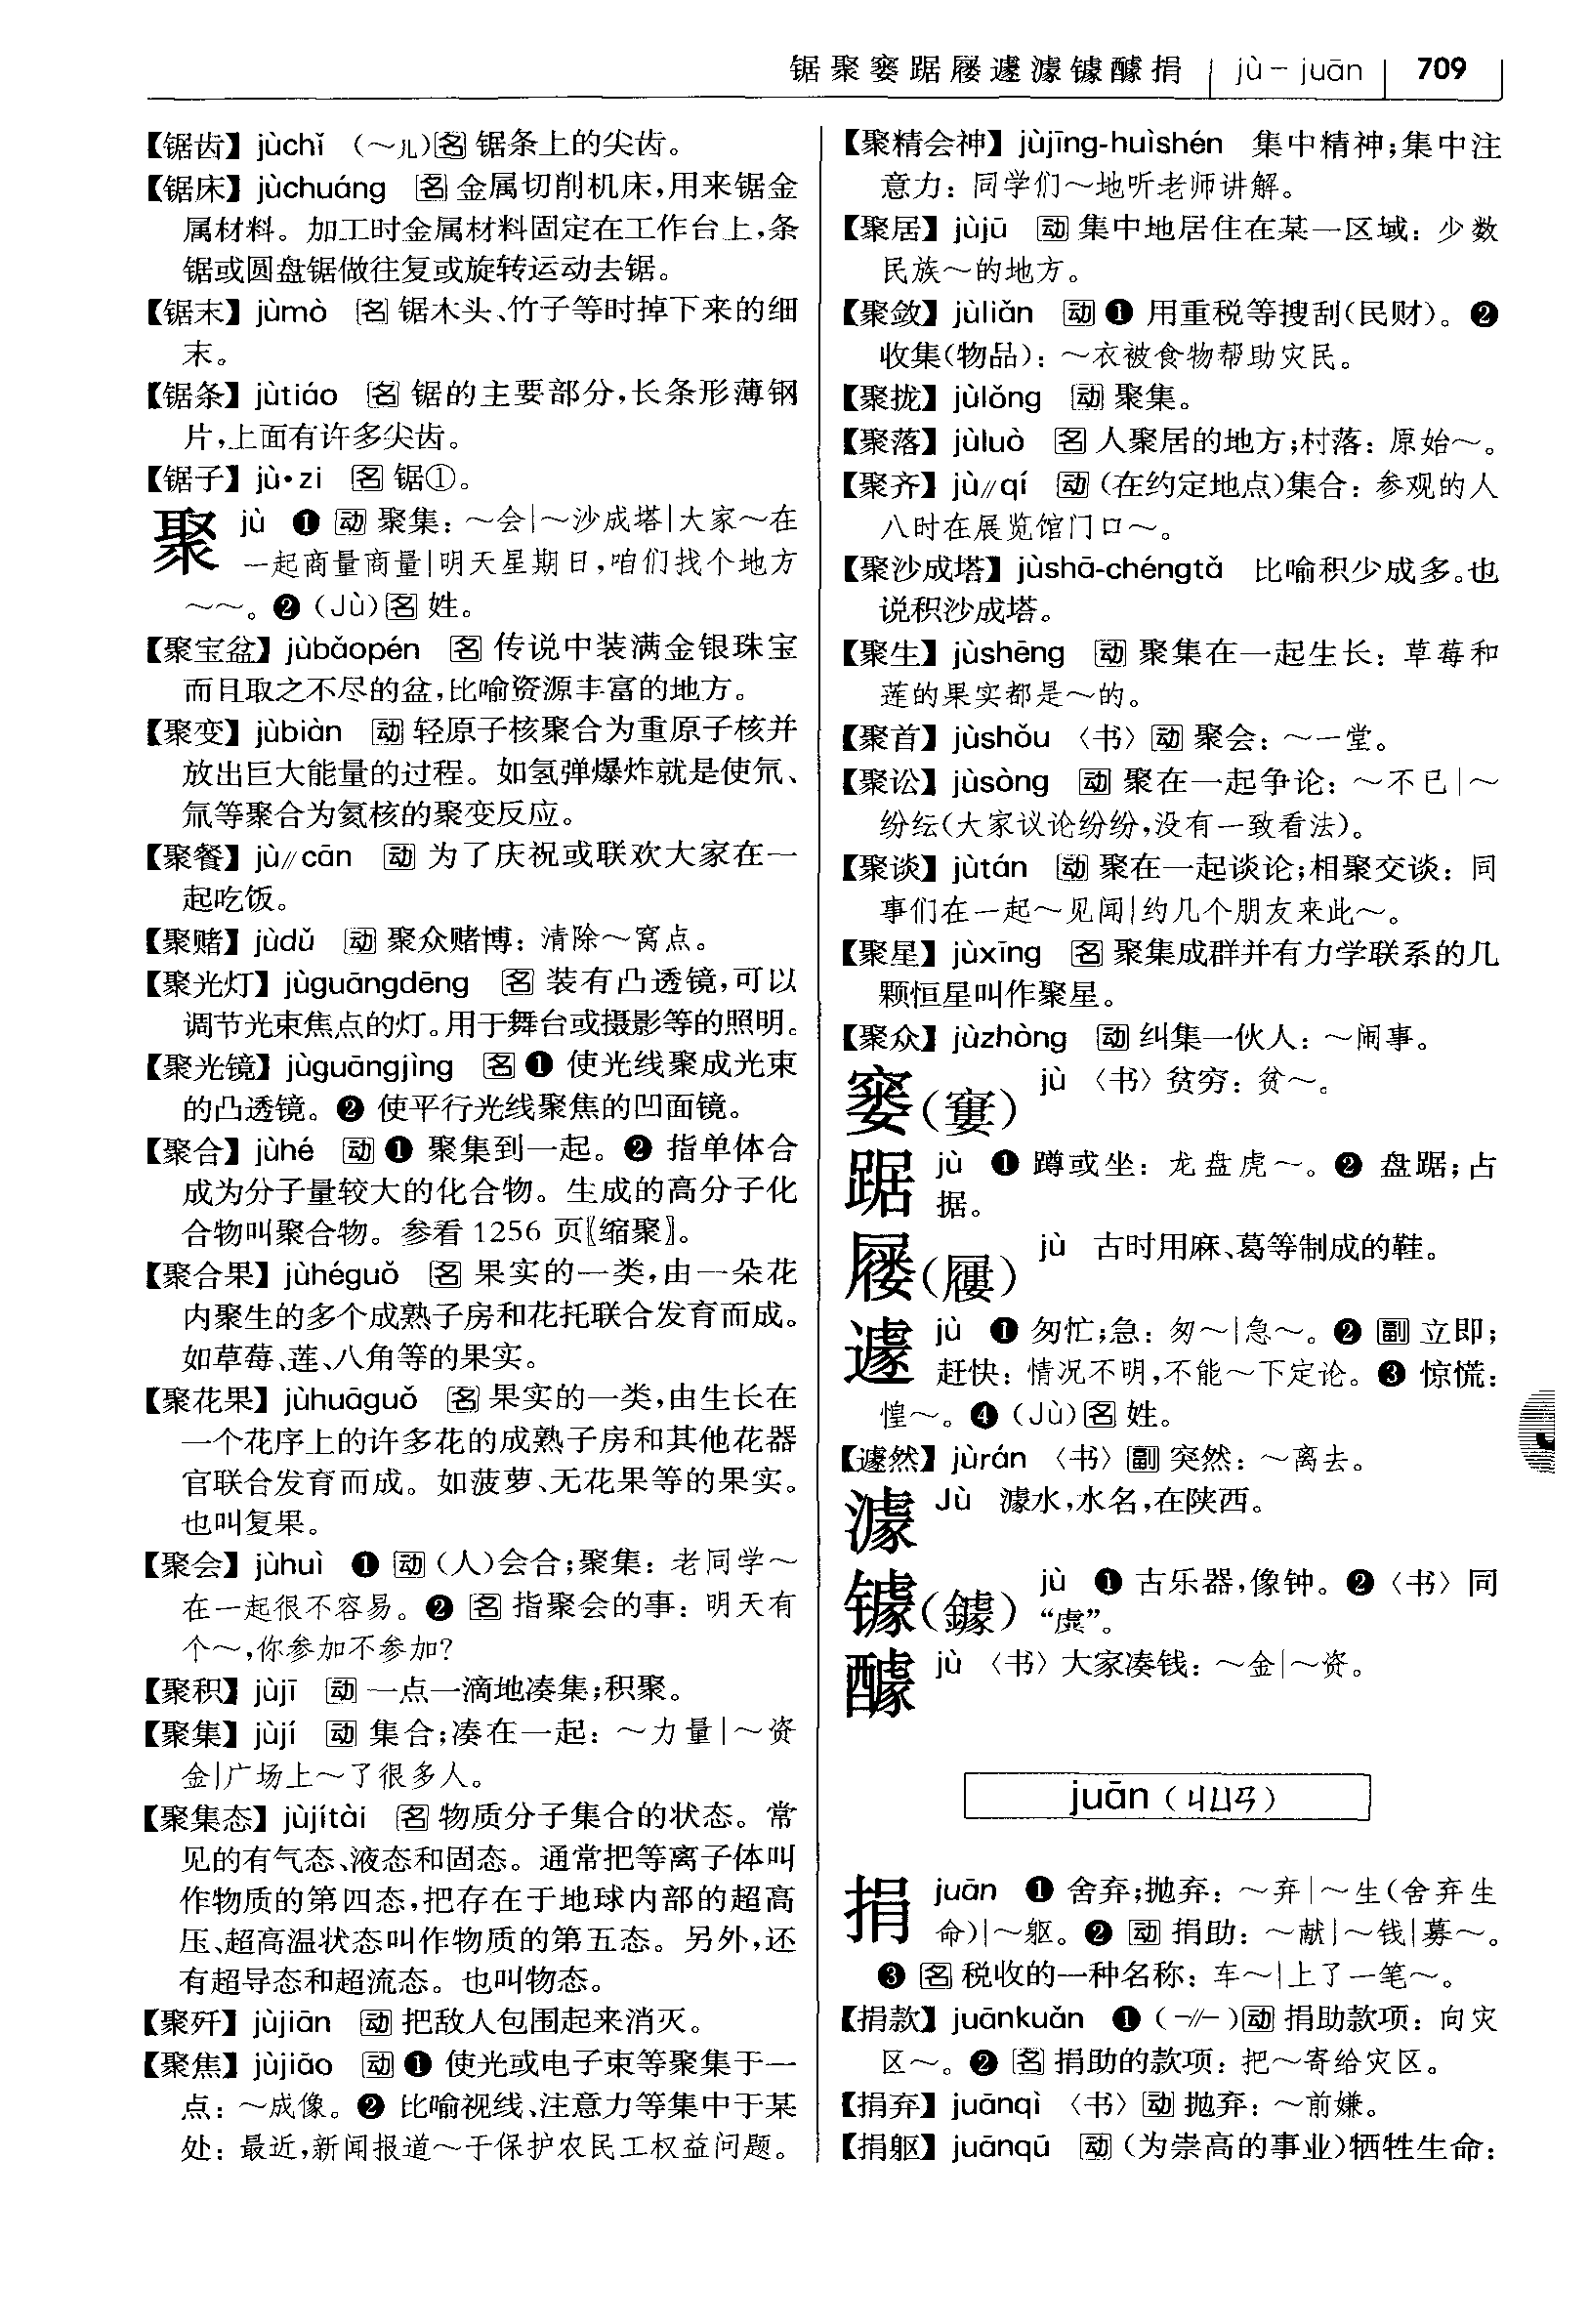 锯聚窭踞屦遽澽镰醵捐 jù－juān 709
【锯齿】jùchǐ （～儿）名 锯条上的尖齿。
【锯床】jùchuáng 名 金属切削机床，用来锯金
属材料。加工时金属材料固定在工作台上，条
锯或圆盘锯做往复或旋转运动去锯。
【锯末】jùmò 名 锯木头、竹子等时掉下来的细
末。
【锯条】jùtiáo 名 锯的主要部分，长条形薄钢
片，上面有许多尖齿。
【锯子】jù·zi 名 锯①。
聚 jù ❶ 动 聚集：～会|～沙成塔|大家～在
一起商量商量|明天星期日，咱们找个地方
～～。❷（Jù）名 姓。
【聚宝盆】jùbǎopén 名 传说中装满金银珠宝
而且取之不尽的盆，比喻资源丰富的地方。
【聚变】jùbiàn 动 轻原子核聚合为重原子核并
放出巨大能量的过程。如氢弹爆炸就是使氘、
氚等聚合为氦核的聚变反应。
【聚餐】jù//cān 动 为了庆祝或联欢大家在一
起吃饭。
【聚赌】jùdǔ 动 聚众赌博：清除～窝点。
【聚光灯】jùguāngdēng 名 装有凸透镜，可以
调节光束焦点的灯。用于舞台或摄影等的照明。
【聚光镜】jùguāngjìng 名 ❶ 使光线聚成光束
的凸透镜。❷ 使平行光线聚焦的凹面镜。
【聚合】jùhé 动 ❶ 聚集到一起。❷ 指单体合
成为分子量较大的化合物。生成的高分子化
合物叫聚合物。参看 1256 页〖缩聚〗。
【聚合果】jùhéguǒ 名 果实的一类，由一朵花
内聚生的多个成熟子房和花托联合发育而成。
如草莓、莲、八角等的果实。
【聚花果】jùhuāguǒ 名 果实的一类，由生长在
一个花序上的许多花的成熟子房和其他花器
官联合发育而成。如菠萝、无花果等的果实。
也叫复果。
【聚会】jùhuì ❶ 动（人）会合；聚集：老同学～
在一起很不容易。❷ 名 指聚会的事：明天有
个～，你参加不参加？
【聚积】jùjī 动 一点一滴地凑集；积聚。
【聚集】jùjí 动 集合；凑在一起：～力量|～资
金|广场上～了很多人。
【聚集态】jùjítài 名 物质分子集合的状态。常
见的有气态、液态和固态。通常把等离子体叫
作物质的第四态，把存在于地球内部的超高
压、超高温状态叫作物质的第五态。另外，还
有超导态和超流态。也叫物态。
【聚歼】jùjiān 动 把敌人包围起来消灭。
【聚焦】jùjiāo 动 ❶ 使光或电子束等聚集于一
点：～成像。❷ 比喻视线、注意力等集中于某
处：最近，新闻报道～于保护农民工权益问题。
【聚精会神】jùjīng-huìshén 集中精神；集中注
意力：同学们～地听老师讲解。
【聚居】jùjū 动 集中地居住在某一区域：少数
民族～的地方。
【聚敛】jùliǎn 动 ❶ 用重税等搜刮（民财）。❷
收集（物品）：～衣被食物帮助灾民。
【聚拢】jùlǒng 动 聚集。
【聚落】jùluò 名 人聚居的地方；村落：原始～。
【聚齐】jù//qí 动（在约定地点）集合：参观的人
八时在展览馆门口～。
【聚沙成塔】jùshā-chéngtǎ 比喻积少成多。也
说积沙成塔。
【聚生】jùshēng 动 聚集在一起生长：草莓和
莲的果实都是～的。
【聚首】jùshǒu 〈书〉动 聚会：～一堂。
【聚讼】jùsòng 动 聚在一起争论：～不已|～
纷纭（大家议论纷纷，没有一致看法）。
【聚谈】jùtán 动 聚在一起谈论；相聚交谈：同
事们在一起～见闻|约几个朋友来此～。
【聚星】jùxīng 名 聚集成群并有力学联系的几
颗恒星叫作聚星。
【聚众】jùzhòng 动 纠集一伙人：～闹事。
窭（窶） jù 〈书〉贫穷：贫～。
踞 jù ❶ 蹲或坐：龙盘虎～。❷ 盘踞；占
据。
屦（屨） jù 古时用麻、葛等制成的鞋。
遽 jù ❶ 匆忙；急：匆～|急～。❷ 副 立即；
赶快：情况不明，不能～下定论。❸ 惊慌：
惶～。❹（Jù）名 姓。
【遽然】jùrán 〈书〉副 突然：～离去。
澽 Jù 澽水，水名，在陕西。
𨱏（鐻） jù ❶ 古乐器，像钟。❷〈书〉同
“虡”。
醵 jù 〈书〉大家凑钱：～金|～资。
juān（ㄐㄩㄢ）
捐 juān ❶ 舍弃；抛弃：～弃|～生（舍弃生
命）|～躯。❷ 动 捐助：～献|～钱|募～。
❸ 名 税收的一种名称：车～|上了一笔～。
【捐款】juānkuǎn ❶（-//-）动 捐助款项：向灾
区～。❷ 名 捐助的款项：把～寄给灾区。
【捐弃】juānqì 〈书〉动 抛弃：～前嫌。
【捐躯】juānqū 动（为崇高的事业）牺牲生命：